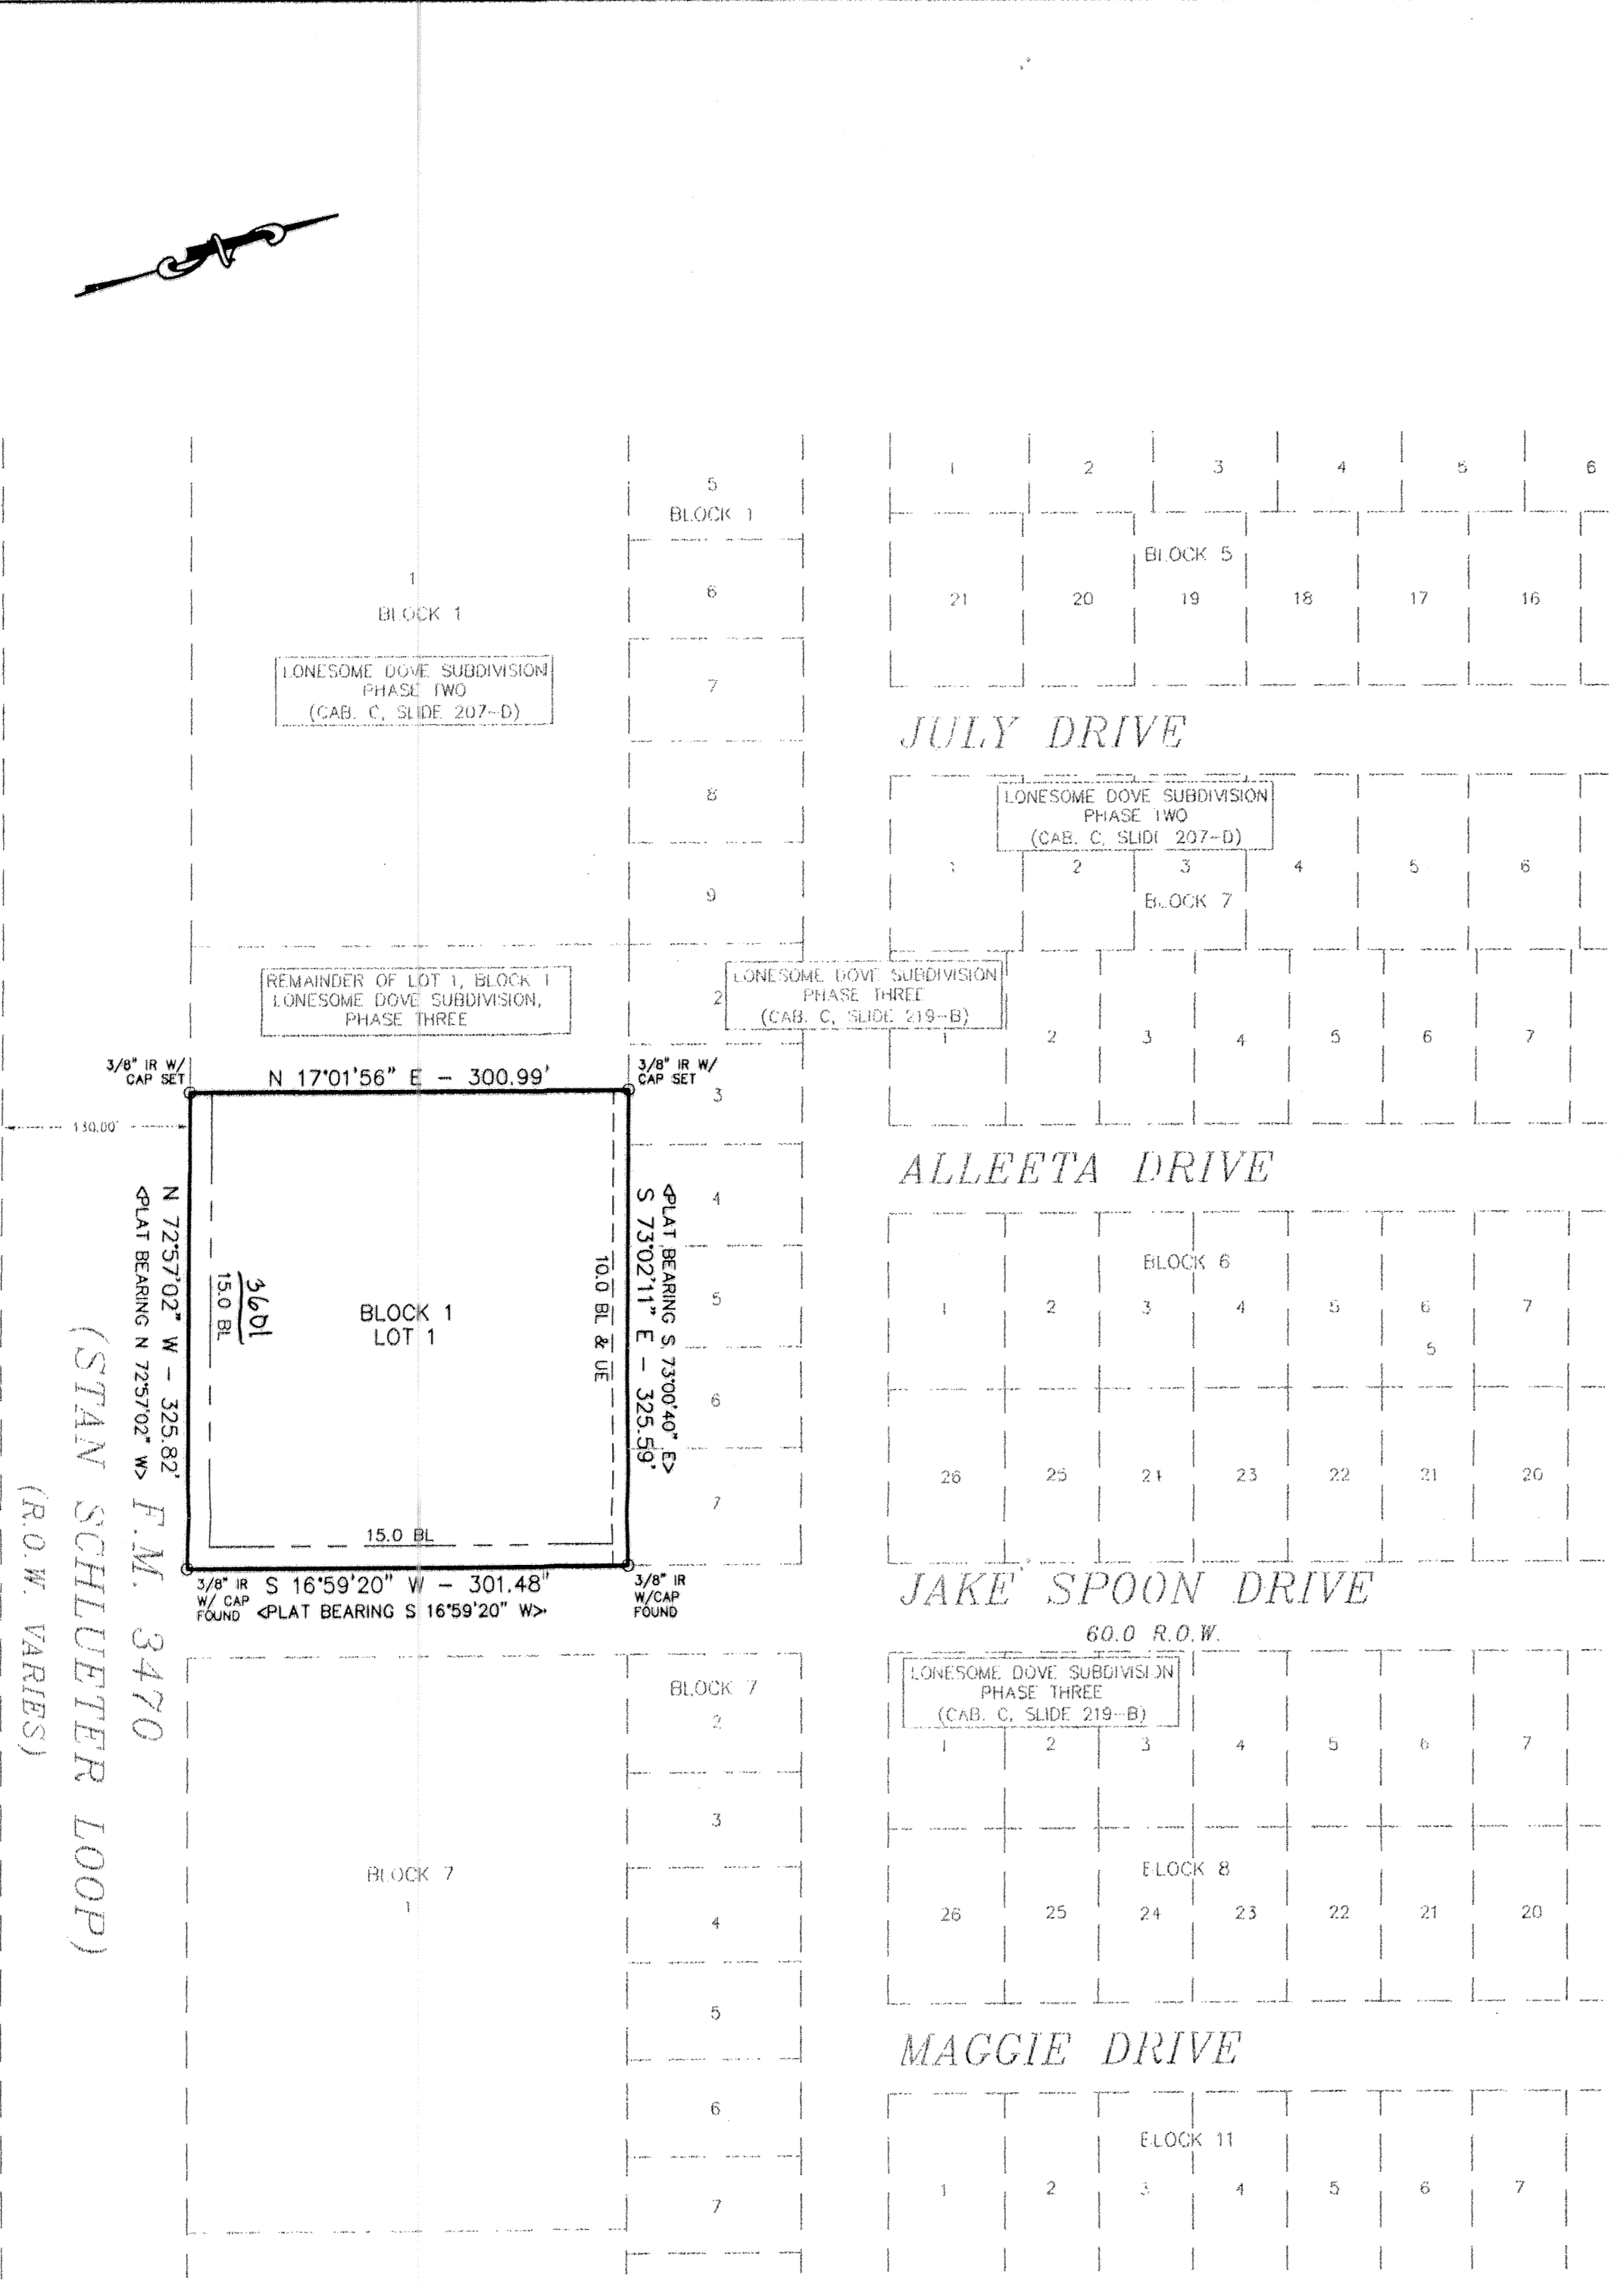 1
2
3
4
5
6
5
BLOCK 1
BLOCK 5
6
21
20
19
18
17
16
1
BLOCK 1
LONESOME DOVE SUBDIVISION
PHASE TWO
(CAB. C, SLIDE 207-D)
7
JULY DRIVE
8
LONESOME DOVE SUBDIVISION
PHASE TWO
(CAB. C, SLIDE 207-D)
1
2
3
4
5
6
9
BLOCK 7
REMAINDER OF LOT 1, BLOCK 1
LONESOME DOVE SUBDIVISION,
PHASE THREE
2
LONESOME DOVE SUBDIVISION
PHASE THREE
(CAB. C, SLIDE 219-B)
1
2
3
4
5
6
7
3/8" IR W/
CAP SET
N 17°01'56" E - 300.99'
3/8" IR W/
CAP SET
3
130.00'
ALLEETA DRIVE
4
N 72°57'02" W - 325.82'
<PLAT BEARING N 72°57'02" W>
3601
15.0 BL
BLOCK 1
LOT 1
10.0 BL & UE
<PLAT BEARING S 73°00'40" E>
S 73°02'11" E - 325.59'
BLOCK 6
5
1
2
3
4
5
6
7
5
6
26
25
24
23
22
21
20
7
15.0 BL
3/8" IR
W/ CAP
FOUND
S 16°59'20" W - 301.48'
<PLAT BEARING S 16°59'20" W>
3/8" IR
W/CAP
FOUND
JAKE SPOON DRIVE
60.0 R.O.W.
F.M. 3470
(STAN SCHLUETER LOOP)
(R.O.W. VARIES)
BLOCK 7
2
LONESOME DOVE SUBDIVISION
PHASE THREE
(CAB. C, SLIDE 219-B)
1
2
3
4
5
6
7
3
BLOCK 7
1
BLOCK 8
4
26
25
24
23
22
21
20
5
MAGGIE DRIVE
6
BLOCK 11
7
1
2
3
4
5
6
7